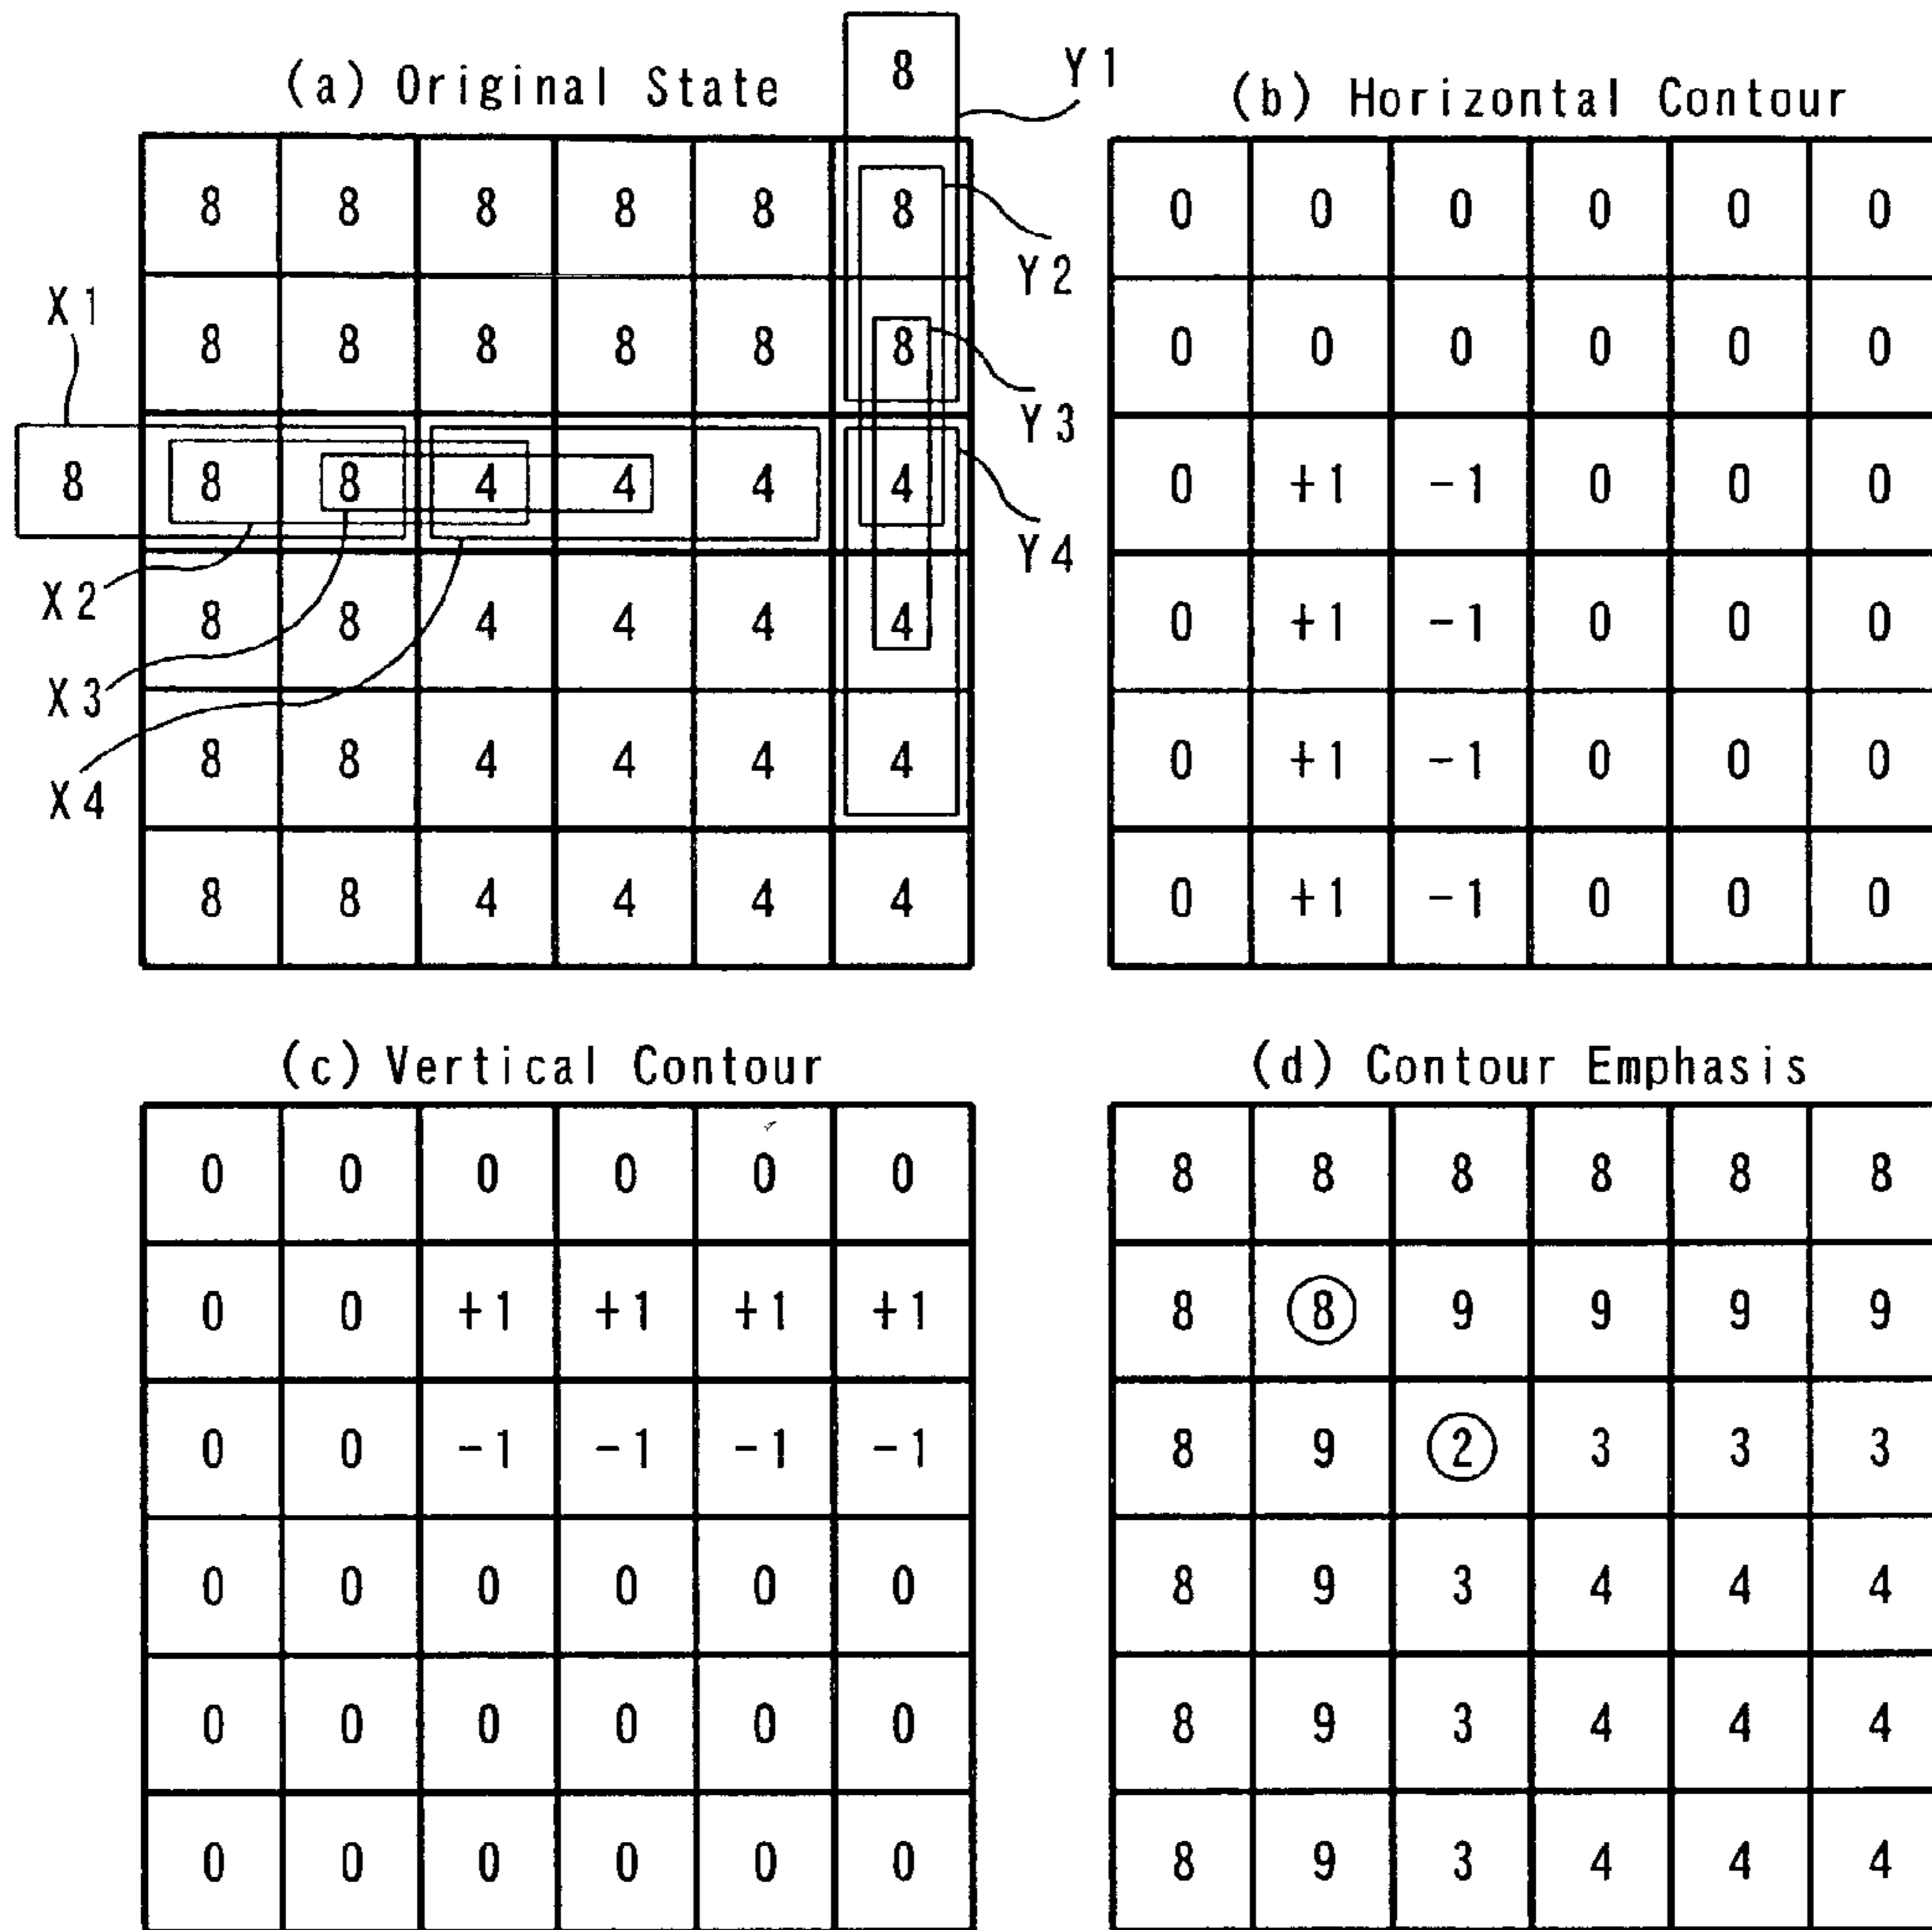 (a) Original State
8
Y1
8 8 8 8 8 8
Y2
X1
8 8 8 8 8 8
Y3
8 8 8 4 4 4 4
Y4
X2
8 8 4 4 4 4
X3
8 8 4 4 4 4
X4
8 8 4 4 4 4
(b) Horizontal Contour
0 0 0 0 0 0
0 0 0 0 0 0
0 +1 -1 0 0 0
0 +1 -1 0 0 0
0 +1 -1 0 0 0
0 +1 -1 0 0 0
(c) Vertical Contour
0 0 0 0 0 0
0 0 +1 +1 +1 +1
0 0 -1 -1 -1 -1
0 0 0 0 0 0
0 0 0 0 0 0
0 0 0 0 0 0
(d) Contour Emphasis
8 8 8 8 8 8
8 8 9 9 9 9
8 9 2 3 3 3
8 9 3 4 4 4
8 9 3 4 4 4
8 9 3 4 4 4